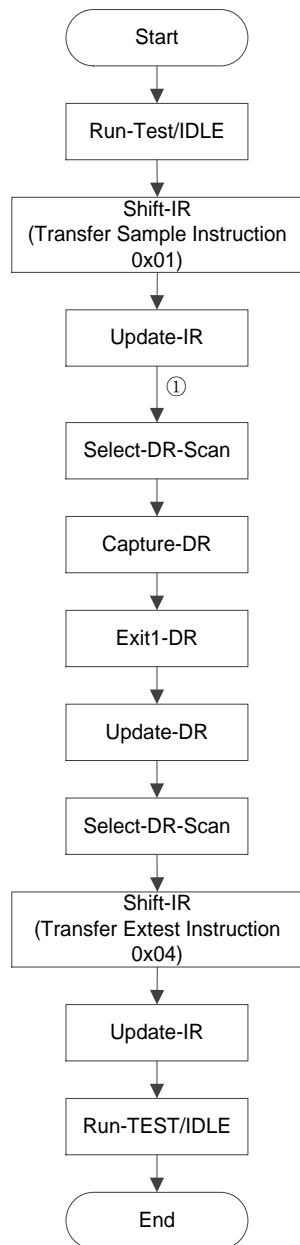 Start
Run-Test/IDLE
Shift-IR
(Transfer Sample Instruction
0x01)
Update-IR
①
Select-DR-Scan
Capture-DR
Exit1-DR
Update-DR
Select-DR-Scan
Shift-IR
(Transfer Extest Instruction
0x04)
Update-IR
Run-TEST/IDLE
End